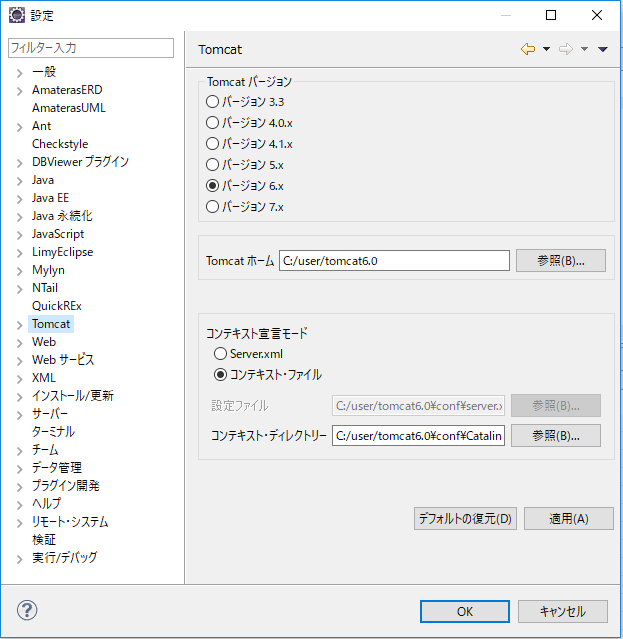 設定
フィルター入力
一般
AmaterasERD
AmaterasUML
Ant
Checkstyle
DBViewer プラグイン
Java
Java EE
Java 永続化
JavaScript
LimyEclipse
Mylyn
NTail
QuickREx
Tomcat
Web
Web サービス
XML
インストール/更新
サーバー
ターミナル
チーム
データ管理
プラグイン開発
ヘルプ
リモート・システム
検証
実行/デバッグ
Tomcat
Tomcat バージョン
バージョン 3.3
バージョン 4.0.x
バージョン 4.1.x
バージョン 5.x
バージョン 6.x
バージョン 7.x
Tomcat ホーム C:/user/tomcat6.0 参照(B)...
コンテキスト宣言モード
Server.xml
コンテキスト・ファイル
設定ファイル C:/user/tomcat6.0¥conf¥server.x 参照(B)...
コンテキスト・ディレクトリー C:/user/tomcat6.0¥conf¥Catalin 参照(B)...
デフォルトの復元(D) 適用(A)
? OK キャンセル